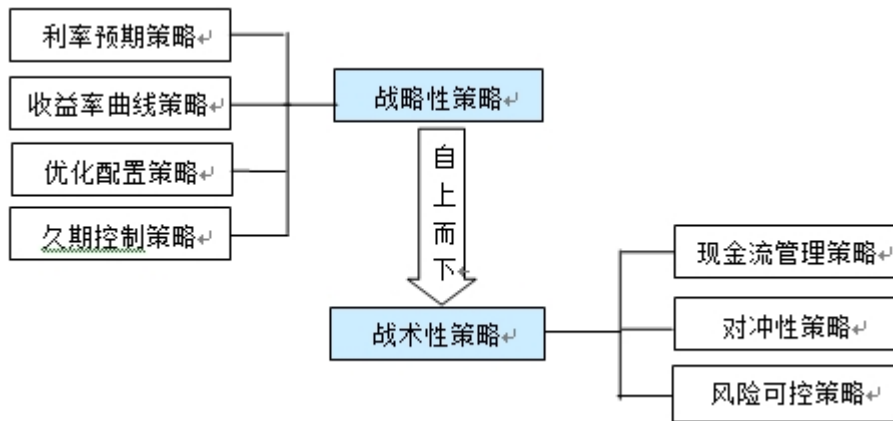 利率预期策略
收益率曲线策略
优化配置策略
久期控制策略
战略性策略
自上而下
战术性策略
现金流管理策略
对冲性策略
风险可控策略